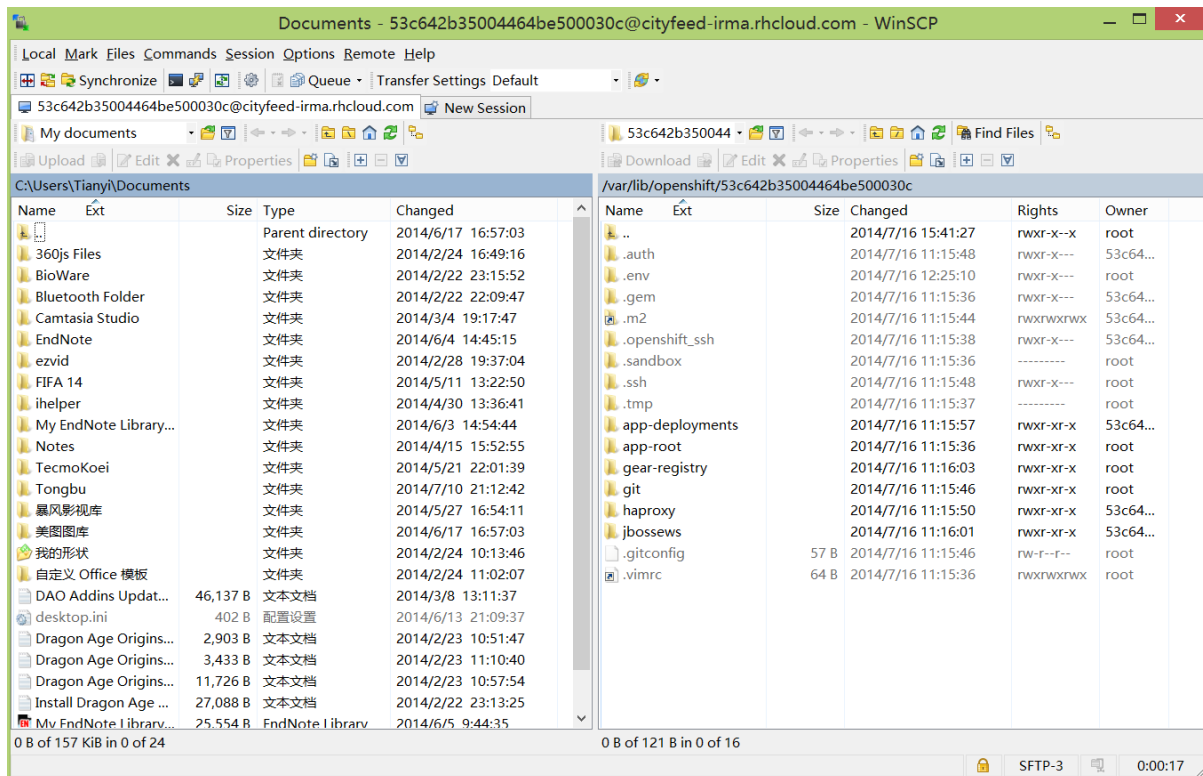 Documents - 53c642b35004464be500030c@cityfeed-irma.rhcloud.com - WinSCP
Local Mark Files Commands Session Options Remote Help
Synchronize Queue Transfer Settings Default
53c642b35004464be500030c@cityfeed-irma.rhcloud.com New Session
My documents
Upload Edit Properties
C:\Users\Tianyi\Documents
Name Ext Size Type Changed
.. Parent directory 2014/6/17 16:57:03
360js Files 文件夹 2014/2/24 16:49:16
BioWare 文件夹 2014/2/22 23:15:52
Bluetooth Folder 文件夹 2014/2/22 22:09:47
Camtasia Studio 文件夹 2014/3/4 19:17:47
EndNote 文件夹 2014/6/4 14:45:15
ezvid 文件夹 2014/2/28 19:37:04
FIFA 14 文件夹 2014/5/11 13:22:50
ihelper 文件夹 2014/4/30 13:36:41
My EndNote Library... 文件夹 2014/6/3 14:54:44
Notes 文件夹 2014/4/15 15:52:55
TecmoKoei 文件夹 2014/5/21 22:01:39
Tongbu 文件夹 2014/7/10 21:12:42
暴风影视库 文件夹 2014/5/27 16:54:11
美图图库 文件夹 2014/6/17 16:57:03
我的形状 文件夹 2014/2/24 10:13:46
自定义 Office 模板 文件夹 2014/2/24 11:02:07
DAO Addins Updat... 46,137 B 文本文档 2014/3/8 13:11:37
desktop.ini 402 B 配置设置 2014/6/13 21:09:37
Dragon Age Origins... 2,903 B 文本文档 2014/2/23 10:51:47
Dragon Age Origins... 3,433 B 文本文档 2014/2/23 11:10:40
Dragon Age Origins... 11,726 B 文本文档 2014/2/23 10:57:54
Install Dragon Age ... 27,088 B 文本文档 2014/2/22 23:13:25
My EndNote Library... 25,554 B EndNote Library 2014/6/5 9:44:35
0 B of 157 KiB in 0 of 24
53c642b350044 Find Files
Download Edit Properties
/var/lib/openshift/53c642b35004464be500030c
Name Ext Size Changed Rights Owner
.. 2014/7/16 15:41:27 rwxr-x--x root
.auth 2014/7/16 11:15:48 rwxr-x--- 53c64...
.env 2014/7/16 12:25:10 rwxr-x--- root
.gem 2014/7/16 11:15:36 rwxr-x--- 53c64...
.m2 2014/7/16 11:15:44 rwxrwxrwx 53c64...
.openshift_ssh 2014/7/16 11:15:38 rwxr-x--- 53c64...
.sandbox 2014/7/16 11:15:36 --------- root
.ssh 2014/7/16 11:15:48 rwxr-x--- root
.tmp 2014/7/16 11:15:37 --------- root
app-deployments 2014/7/16 11:15:57 rwxr-xr-x 53c64...
app-root 2014/7/16 11:15:36 rwxr-xr-x root
gear-registry 2014/7/16 11:16:03 rwxr-xr-x root
git 2014/7/16 11:15:46 rwxr-xr-x root
haproxy 2014/7/16 11:15:50 rwxr-xr-x 53c64...
jbossews 2014/7/16 11:16:01 rwxr-xr-x 53c64...
.gitconfig 57 B 2014/7/16 11:15:46 rw-r--r-- root
.vimrc 64 B 2014/7/16 11:15:36 rwxrwxrwx root
0 B of 121 B in 0 of 16
SFTP-3 0:00:17